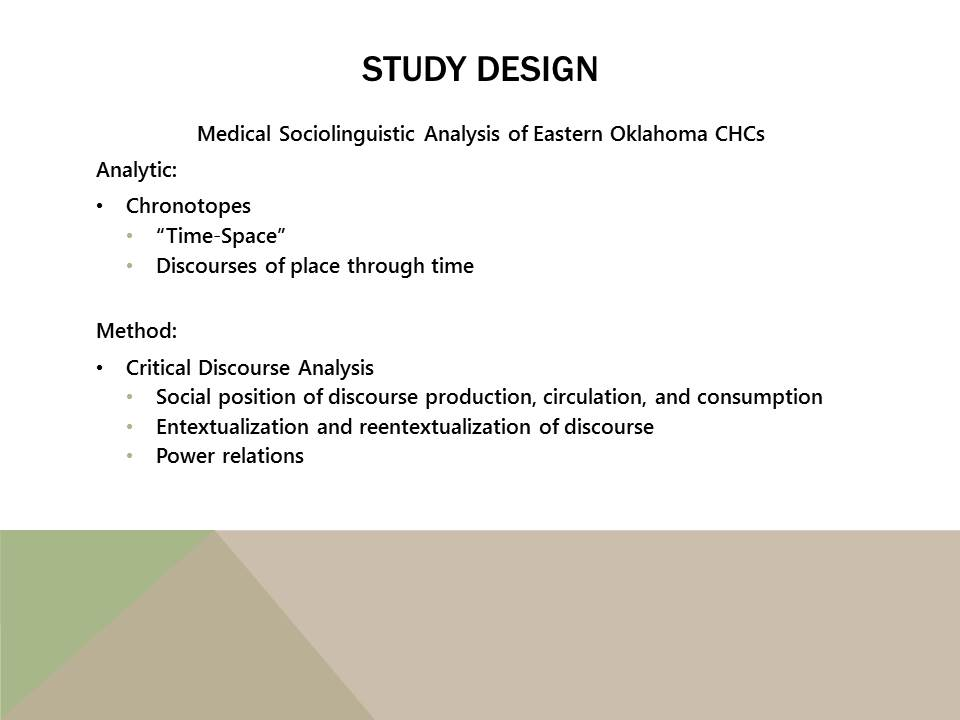 STUDY DESIGN
Medical Sociolinguistic Analysis of Eastern Oklahoma CHCs
Analytic:
• Chronotopes
• “Time-Space”
• Discourses of place through time
Method:
• Critical Discourse Analysis
• Social position of discourse production, circulation, and consumption
• Entextualization and reentextualization of discourse
• Power relations